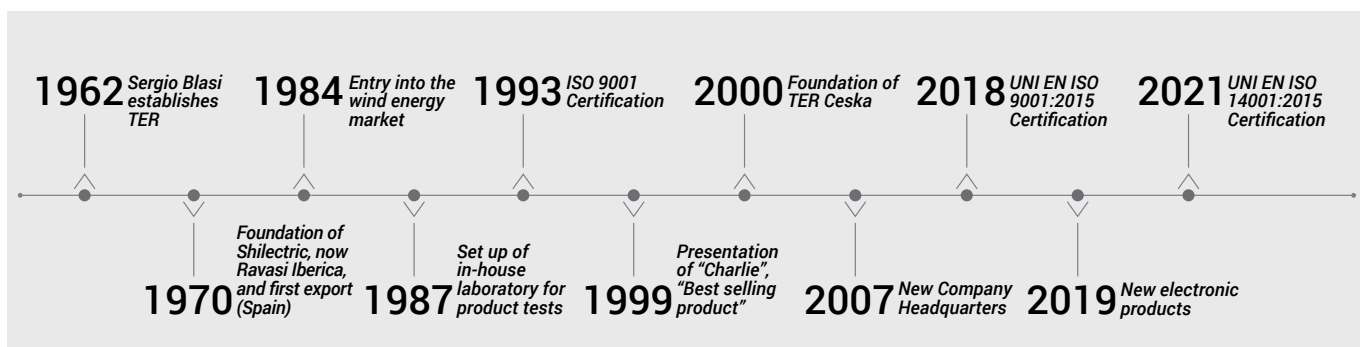 1962
Sergio Blasi
establishes
TER
1984
Entry into the
wind energy
market
1993
ISO 9001
Certification
2000
Foundation of
TER Ceska
2018
UNI EN ISO
9001:2015
Certification
2021
UNI EN ISO
14001:2015
Certification
1970
Foundation of
Shilectric, now
Ravasi Iberica,
and first export
(Spain)
1987
Set up of
in-house
laboratory for
product tests
1999
Presentation
of “Charlie”,
“Best selling
product”
2007
New Company
Headquarters
2019
New electronic
products